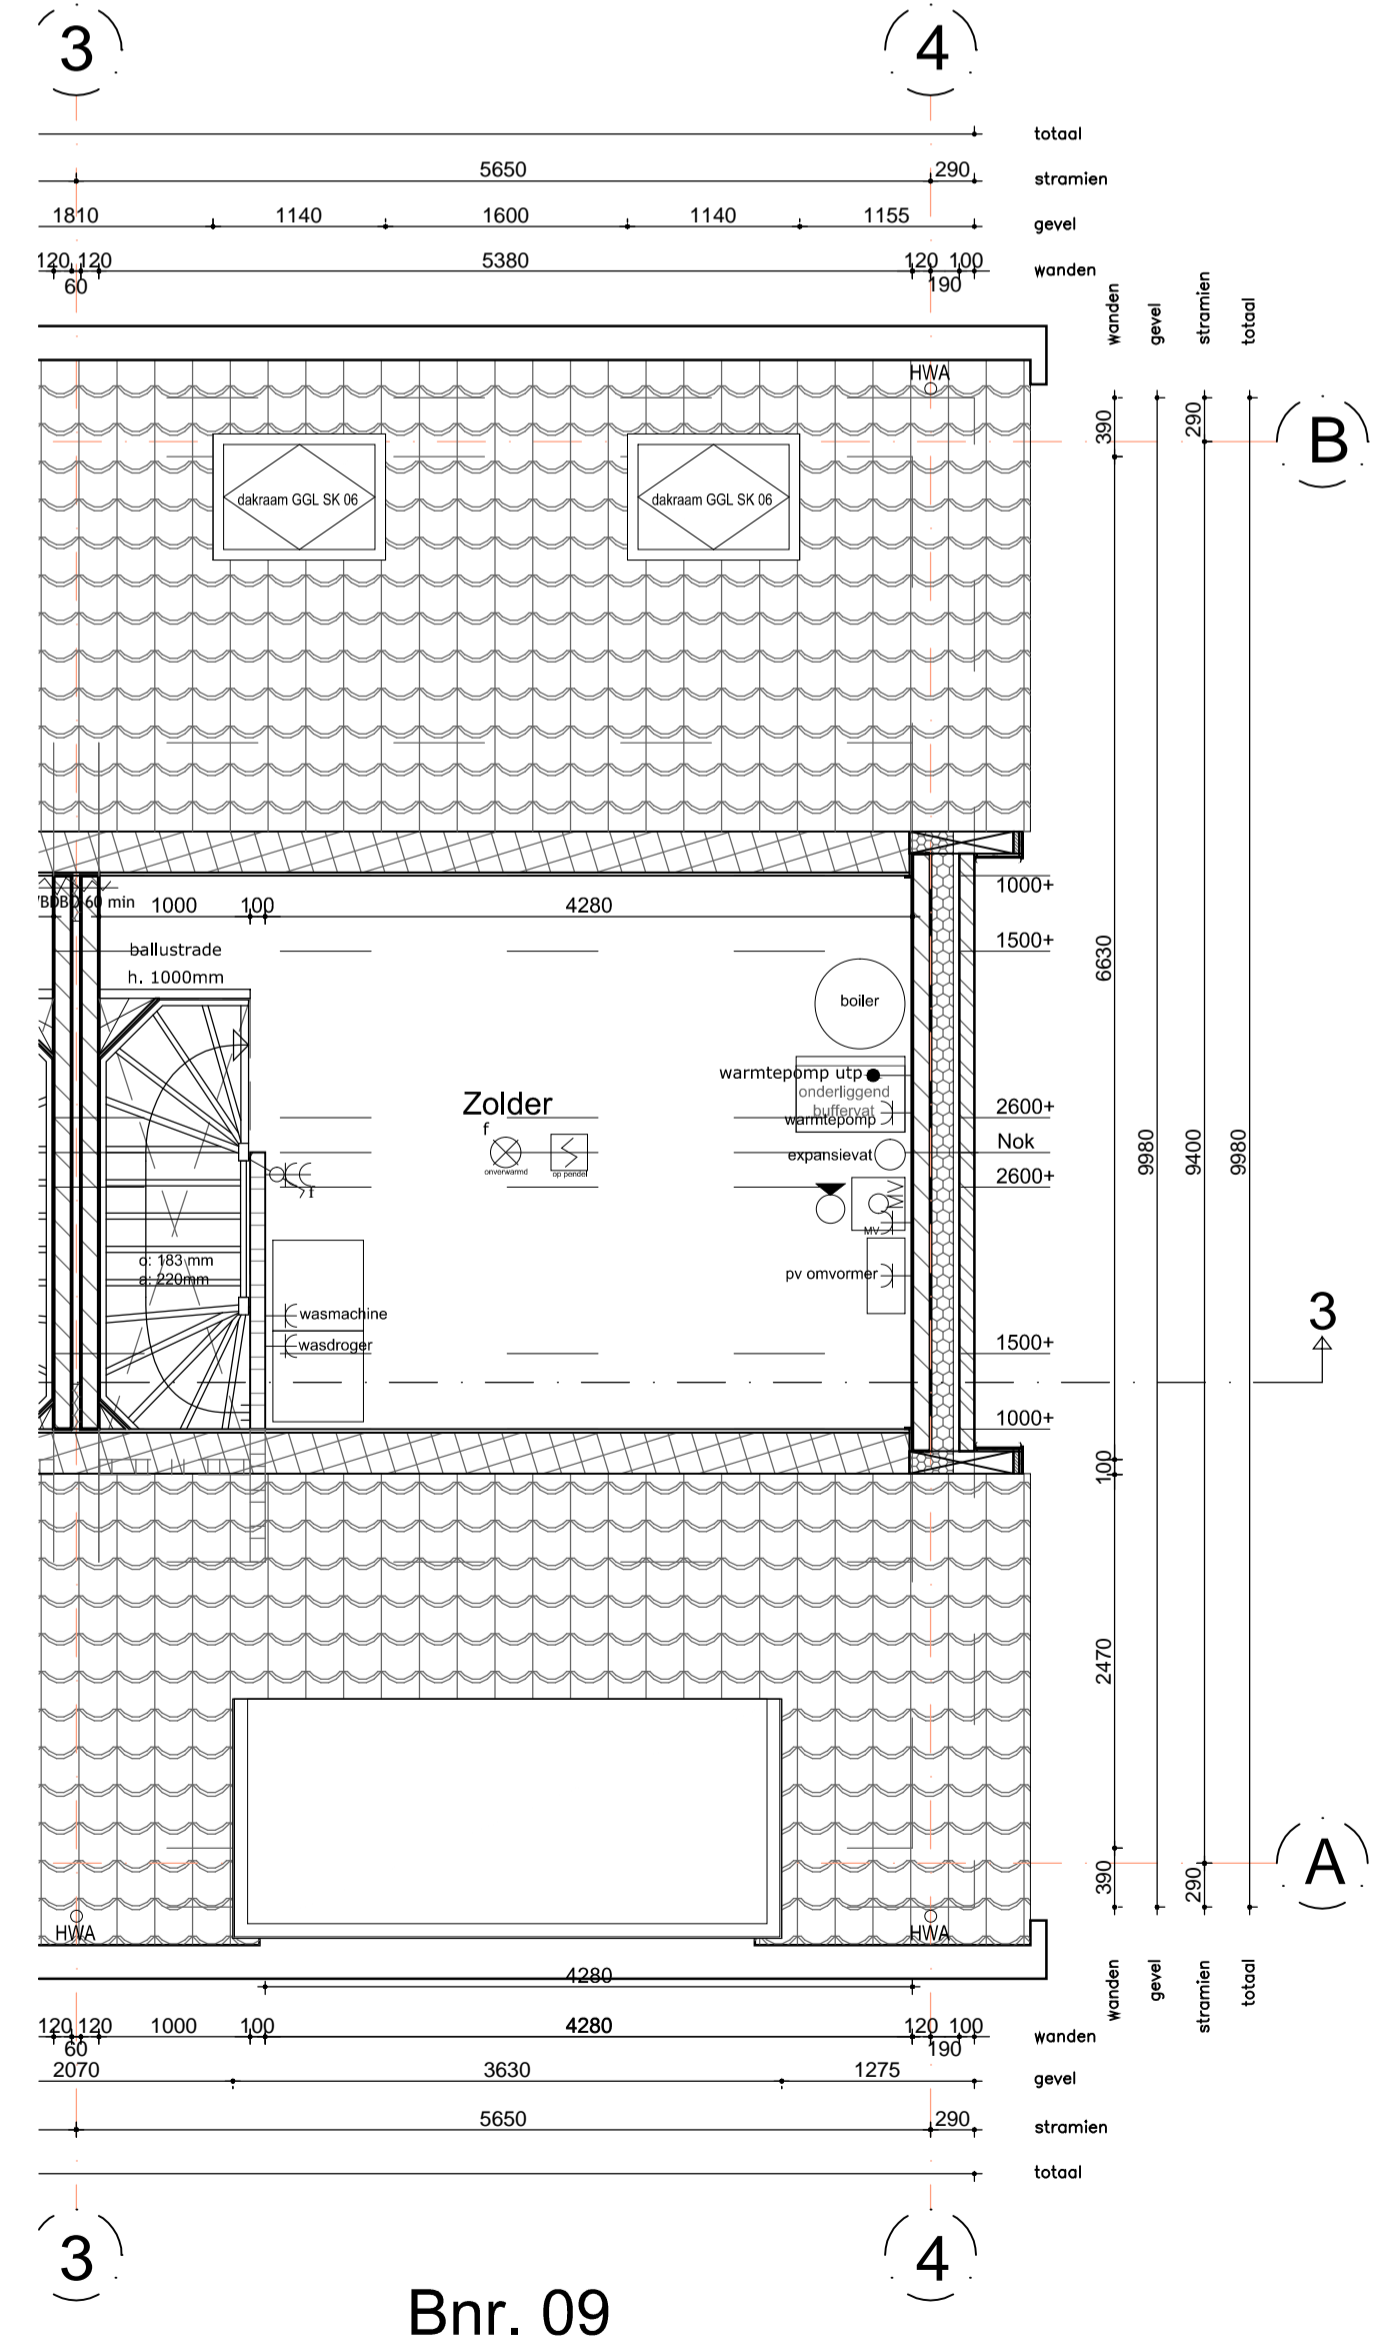 3
4
totaal
5650
290
stramien
1810
1140
1600
1140
1155
gevel
120
120
5380
120
100
wanden
60
190
wanden
gevel
stramien
totaal
HWA
390
290
B
dakraam GGL SK 06
dakraam GGL SK 06
60 min
1000
100
4280
1000+
ballustrade
h. 1000mm
1500+
6630
boiler
warmtepomp utp
onderliggend
buffervat
warmtepomp
Zolder
f
onverwarmd
op pendel
2600+
Nok
expansievat
2600+
9980
9400
9980
f
MV
MV
o: 183 mm
a: 220mm
pv omvormer
wasmachine
wasdroger
3
1500+
1000+
100
2470
A
390
290
HWA
HWA
4280
wanden
gevel
stramien
totaal
120
120
1000
100
4280
120
100
wanden
60
190
2070
3630
1275
gevel
5650
290
stramien
totaal
3
4
Bnr. 09